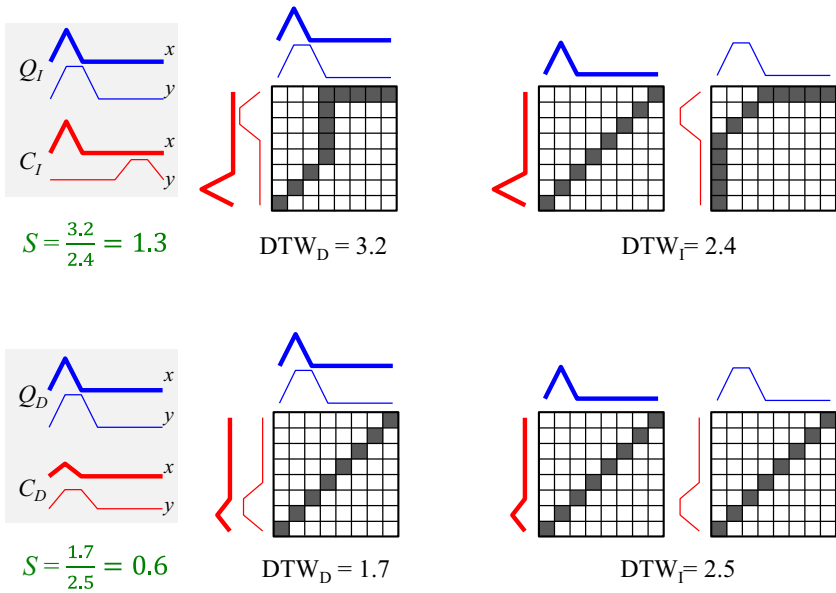 Q_I x
y
C_I x
y
S = 3.2/2.4 = 1.3
DTW_D = 3.2
DTW_I = 2.4
Q_D x
y
C_D x
y
S = 1.7/2.5 = 0.6
DTW_D = 1.7
DTW_I = 2.5